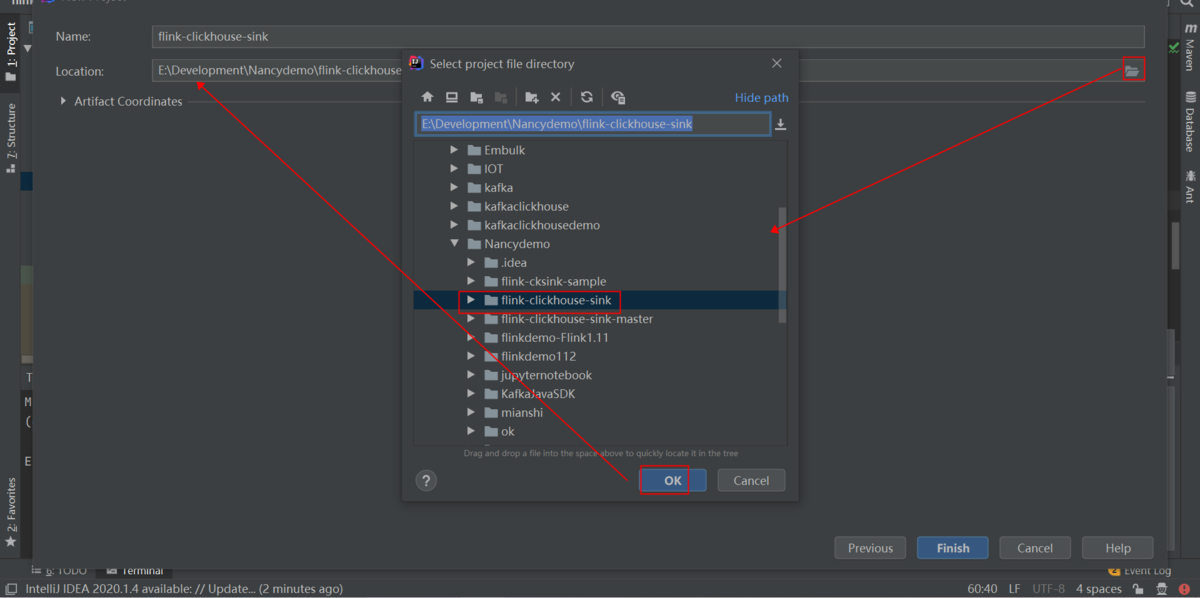 Name:
flink-clickhouse-sink
Location:
E:\Development\Nancydemo\flink-clickhouse
Artifact Coordinates
Select project file directory
Hide path
E:\Development\Nancydemo\flink-clickhouse-sink
Embulk
IOT
kafka
kafkaclickhouse
kafkaclickhousedemo
Nancydemo
.idea
flink-cksink-sample
flink-clickhouse-sink
flink-clickhouse-sink-master
flinkdemo-Flink1.11
flinkdemo112
jupyternotebook
KafkaJavaSDK
mianshi
ok
Drag and drop a file into the space above to quickly locate it in the tree
?
OK
Cancel
Previous
Finish
Cancel
Help
1: Project
7: Structure
2: Favorites
m
Maven
Database
Ant
T
M
(
E
6: TODO
Terminal
2
Event Log
IntelliJ IDEA 2020.1.4 available: // Update... (2 minutes ago)
60:40
LF
UTF-8
4 spaces